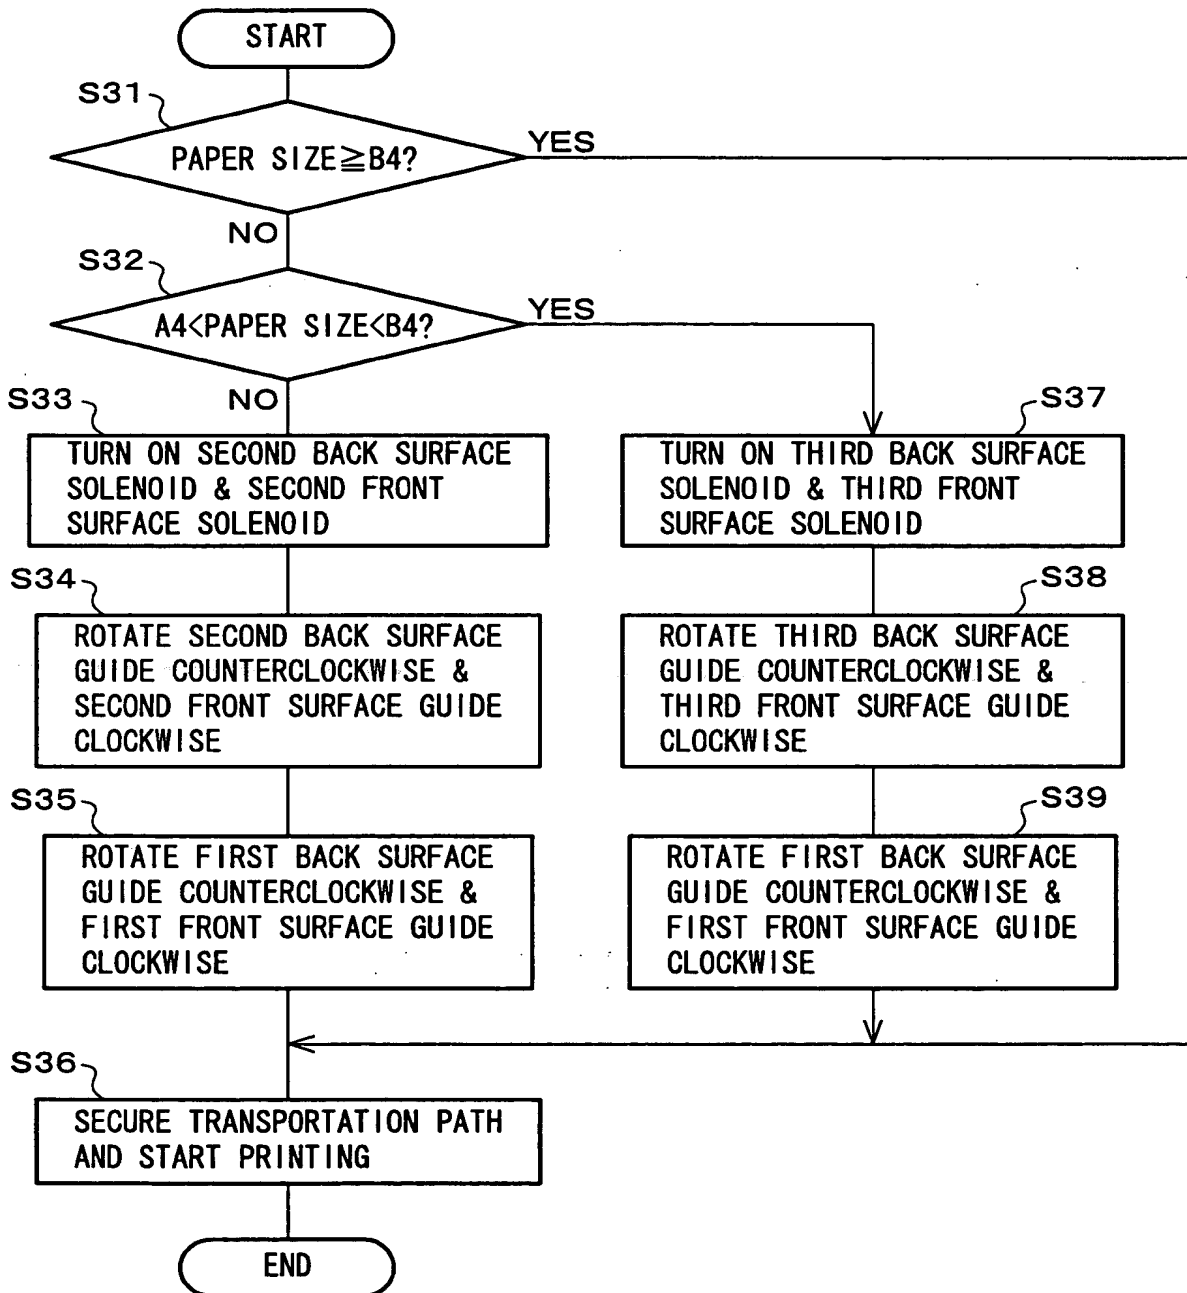 START
S31
PAPER SIZE≧B4?
YES
NO
S32
A4<PAPER SIZE<B4?
YES
NO
S33
TURN ON SECOND BACK SURFACE
SOLENOID & SECOND FRONT
SURFACE SOLENOID
S37
TURN ON THIRD BACK SURFACE
SOLENOID & THIRD FRONT
SURFACE SOLENOID
S34
ROTATE SECOND BACK SURFACE
GUIDE COUNTERCLOCKWISE &
SECOND FRONT SURFACE GUIDE
CLOCKWISE
S38
ROTATE THIRD BACK SURFACE
GUIDE COUNTERCLOCKWISE &
THIRD FRONT SURFACE GUIDE
CLOCKWISE
S35
ROTATE FIRST BACK SURFACE
GUIDE COUNTERCLOCKWISE &
FIRST FRONT SURFACE GUIDE
CLOCKWISE
S39
ROTATE FIRST BACK SURFACE
GUIDE COUNTERCLOCKWISE &
FIRST FRONT SURFACE GUIDE
CLOCKWISE
S36
SECURE TRANSPORTATION PATH
AND START PRINTING
END